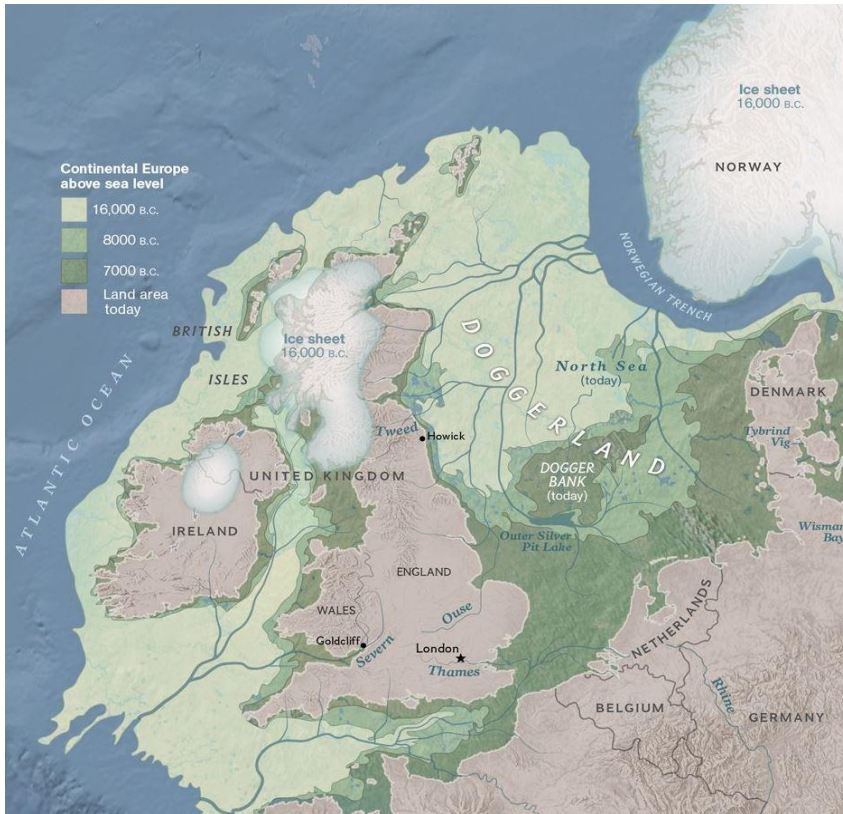 Ice sheet
16,000 B.C.
NORWAY
Continental Europe
above sea level
16,000 B.C.
8000 B.C.
7000 B.C.
Land area
today
NORWEGIAN TRENCH
BRITISH
ISLES
Ice sheet
16,000 B.C.
DOGGERLAND
North Sea
(today)
ATLANTIC OCEAN
DENMARK
Tybrind
Vig
Tweed
Howick
DOGGER
BANK
(today)
UNITED KINGDOM
IRELAND
Outer Silver
Pit Lake
Wismar
Bay
ENGLAND
WALES
Ouse
NETHERLANDS
Goldcliff
Severn
London
Thames
Rhine
BELGIUM
GERMANY